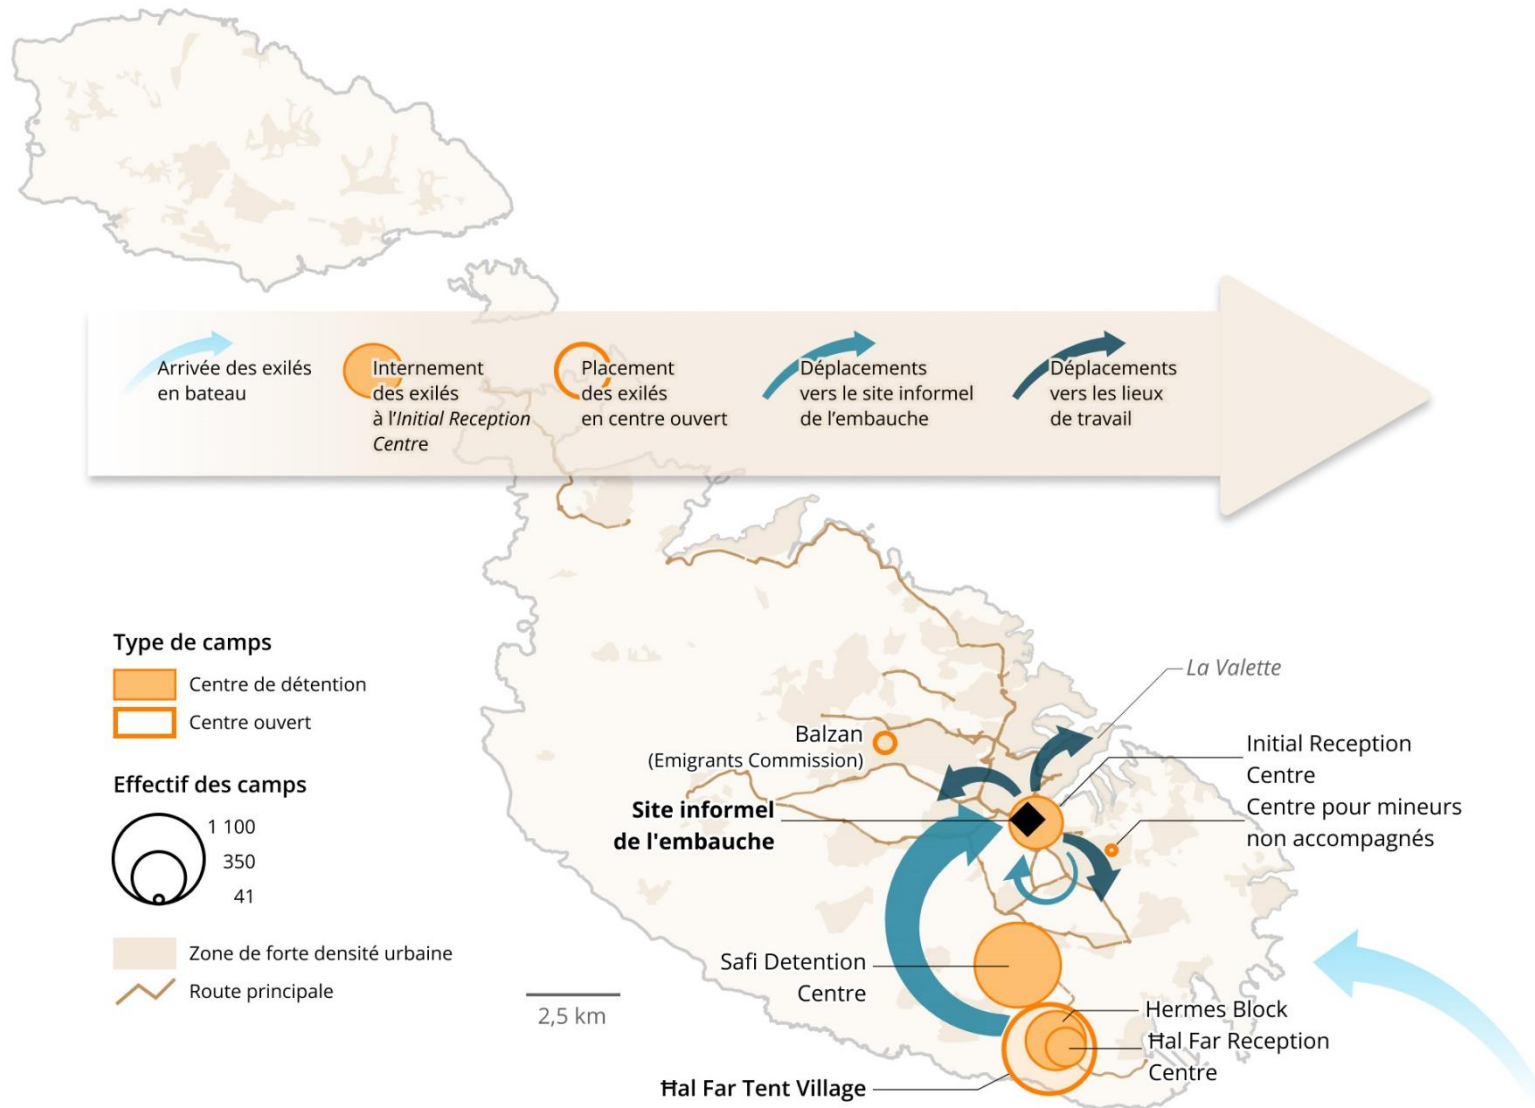 Arrivée des exilés
en bateau
Internement
des exilés
à l'Initial Reception
Centre
Placement
des exilés
en centre ouvert
Déplacements
vers le site informel
de l'embauche
Déplacements
vers les lieux
de travail
Type de camps
Centre de détention
Centre ouvert
Effectif des camps
1 100
350
41
Zone de forte densité urbaine
Route principale
2,5 km
La Valette
Balzan
(Emigrants Commission)
Site informel
de l'embauche
Initial Reception
Centre
Centre pour mineurs
non accompagnés
Safi Detention
Centre
Hermes Block
Ħal Far Reception
Centre
Ħal Far Tent Village